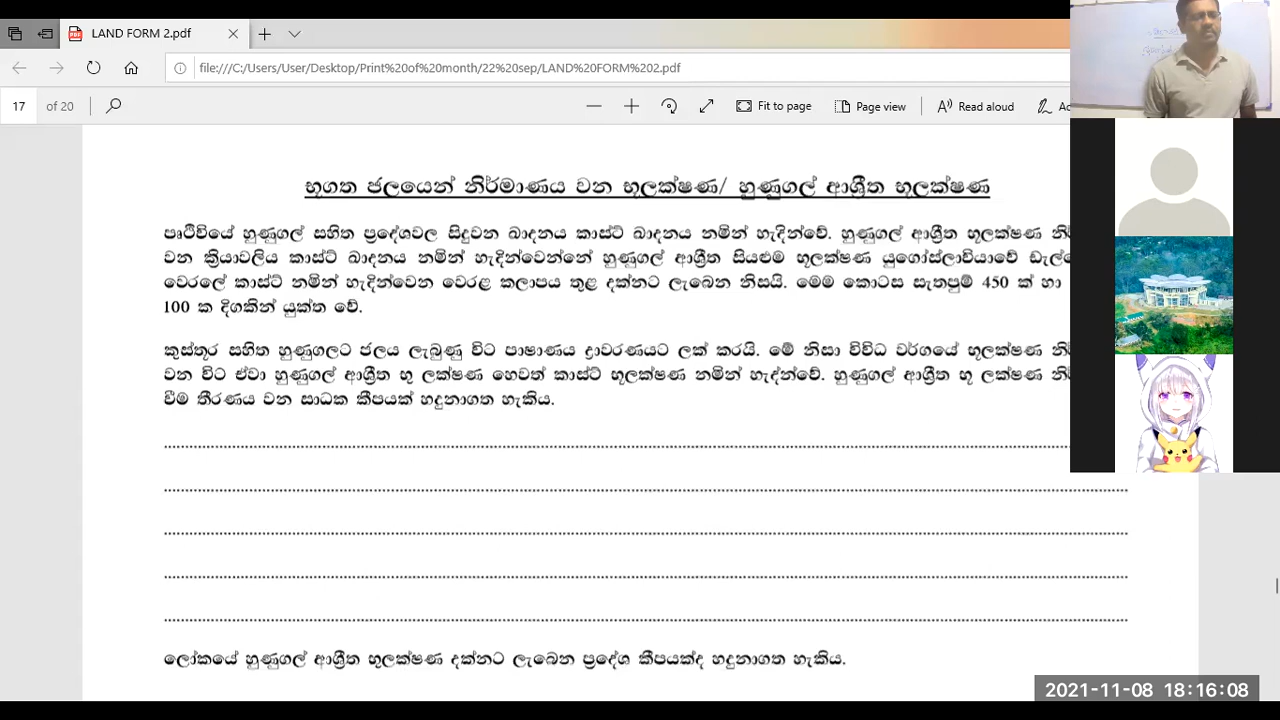 LAND FORM 2.pdf
file:///C:/Users/User/Desktop/Print%20of%20month/22%20sep/LAND%20FORM%202.pdf
17 of 20 Fit to page Page view Read aloud
භූගත ජලයෙන් නිර්මාණය වන භූලක්ෂණ/ හුණුගල් ආශ්‍රිත භූලක්ෂණ
පෘථිවියේ හුණුගල් සහිත ප්‍රදේශවල සිදුවන ඛාදනය කාස්ට් ඛාදනය නමින් හැදින්වේ. හුණුගල් ආශ්‍රිත භූලක්ෂණ
වන ක්‍රියාවලිය කාස්ට් ඛාදනය නමින් හැදින්වෙන්නේ හුණුගල් ආශ්‍රිත සියළුම භූලක්ෂණ යුගෝස්ලාවියාවේ
වෙරලේ කාස්ට් නමින් හැදින්වෙන වෙරළ කලාපය තුළ දක්නට ලැබෙන නිසයි. මෙම කොටස සැතපුම් 450 ක් හා
100 ක දිගකින් යුක්ත වේ.
කුස්තූර සහිත හුණුගලට ජලය ලැබුණු විට පාෂාණය ද්‍රාවරණයට ලක් කරයි. මේ නිසා විවිධ වර්ගයේ භූලක්ෂණ
වන විට ඒවා හුණුගල් ආශ්‍රිත භු ලක්ෂණ හෙවත් කාස්ට් භූලක්ෂණ නමින් හැද්න්වේ. හුණුගල් ආශ්‍රිත භූ ලක්ෂණ
වීම තීරණය වන සාධක කීපයක් හදුනාගත හැකිය.
ලෝකයේ හුණුගල් ආශ්‍රිත භූලක්ෂණ දක්නට ලැබෙන ප්‍රදේශ කීපයක්ද හදුනාගත හැකිය.
2021-11-08 18:16:08